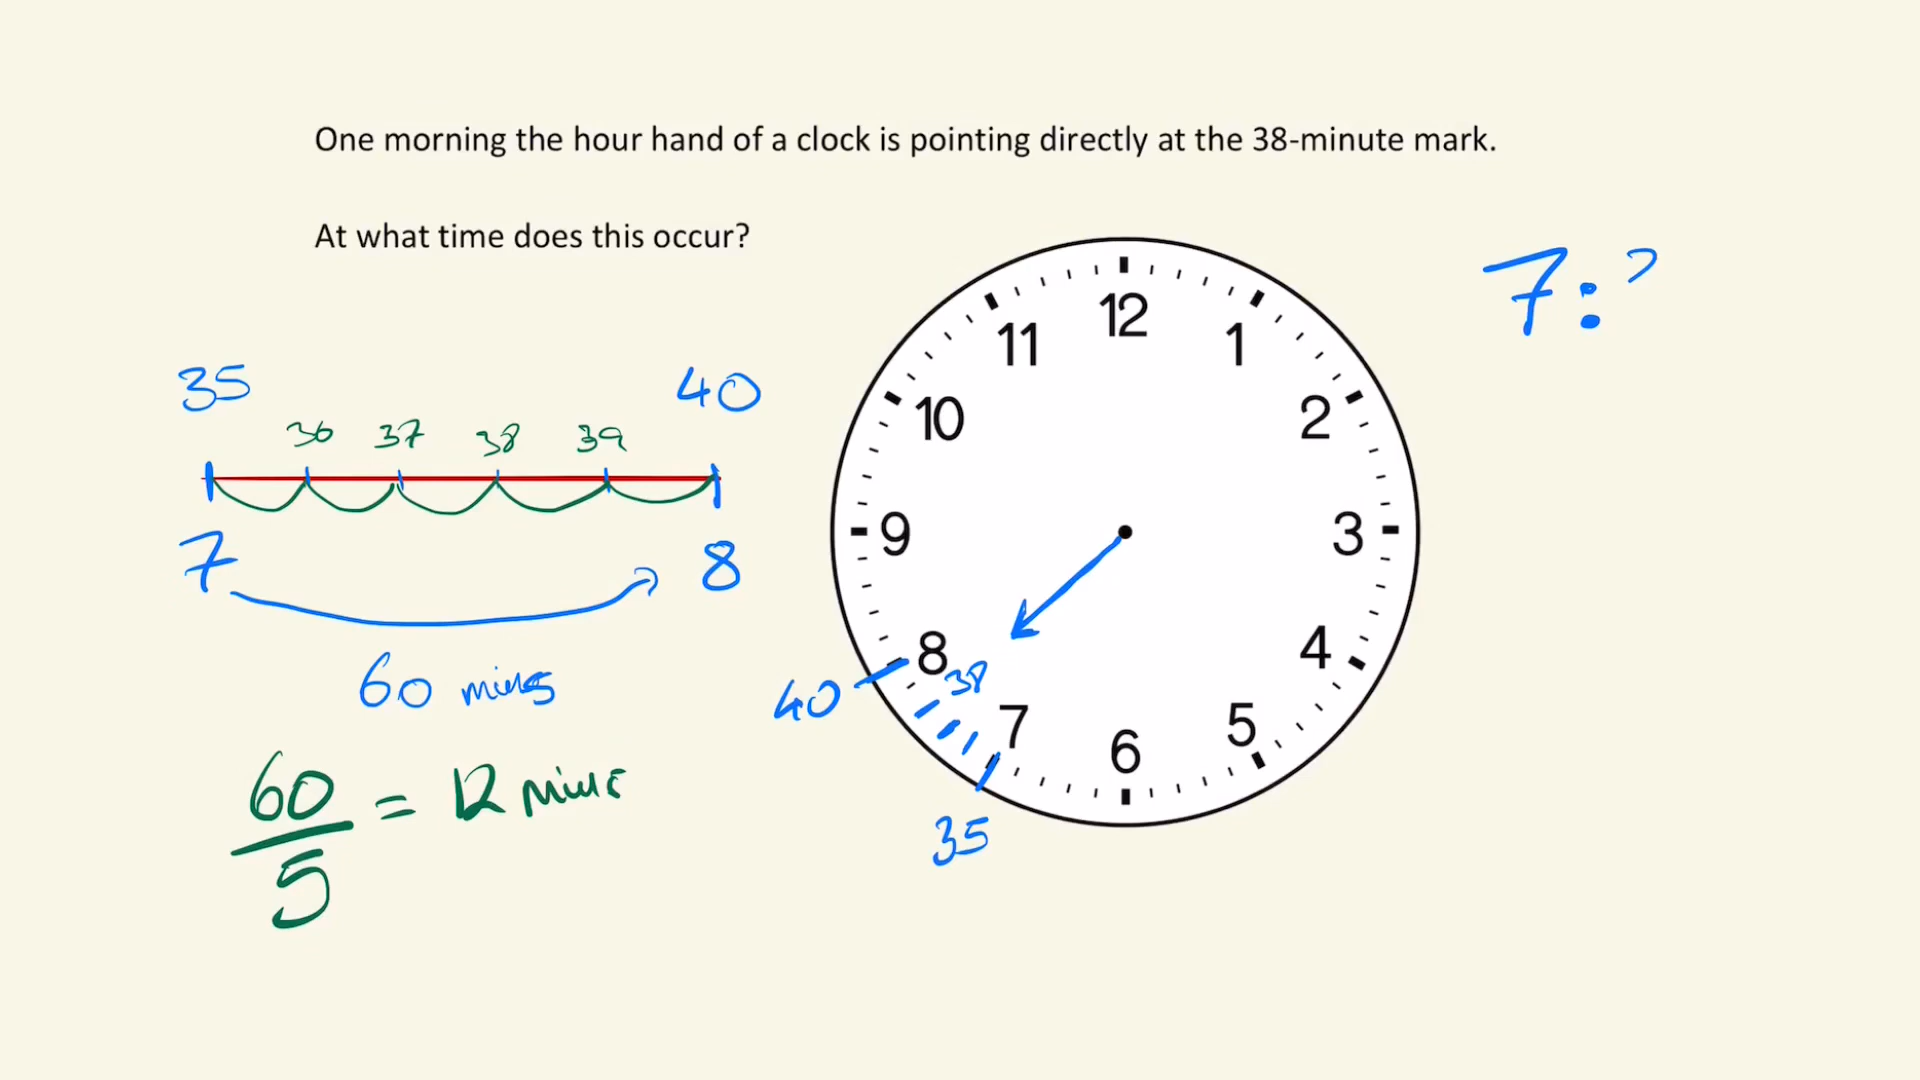 One morning the hour hand of a clock is pointing directly at the 38-minute mark.
At what time does this occur?
7:?
35 40
36 37 38 39
7 8
60 mins
60/5 = 12 mins
12
11 1
10 2
9 3
8 4
7 5
6
38
40
35